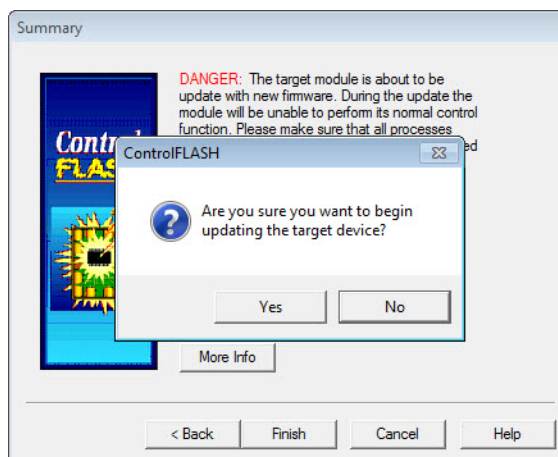 Summary
DANGER: The target module is about to be
update with new firmware. During the update the
module will be unable to perform its normal control
function. Please make sure that all processes
ControlFLASH
Are you sure you want to begin
updating the target device?
Yes
No
More Info
< Back
Finish
Cancel
Help